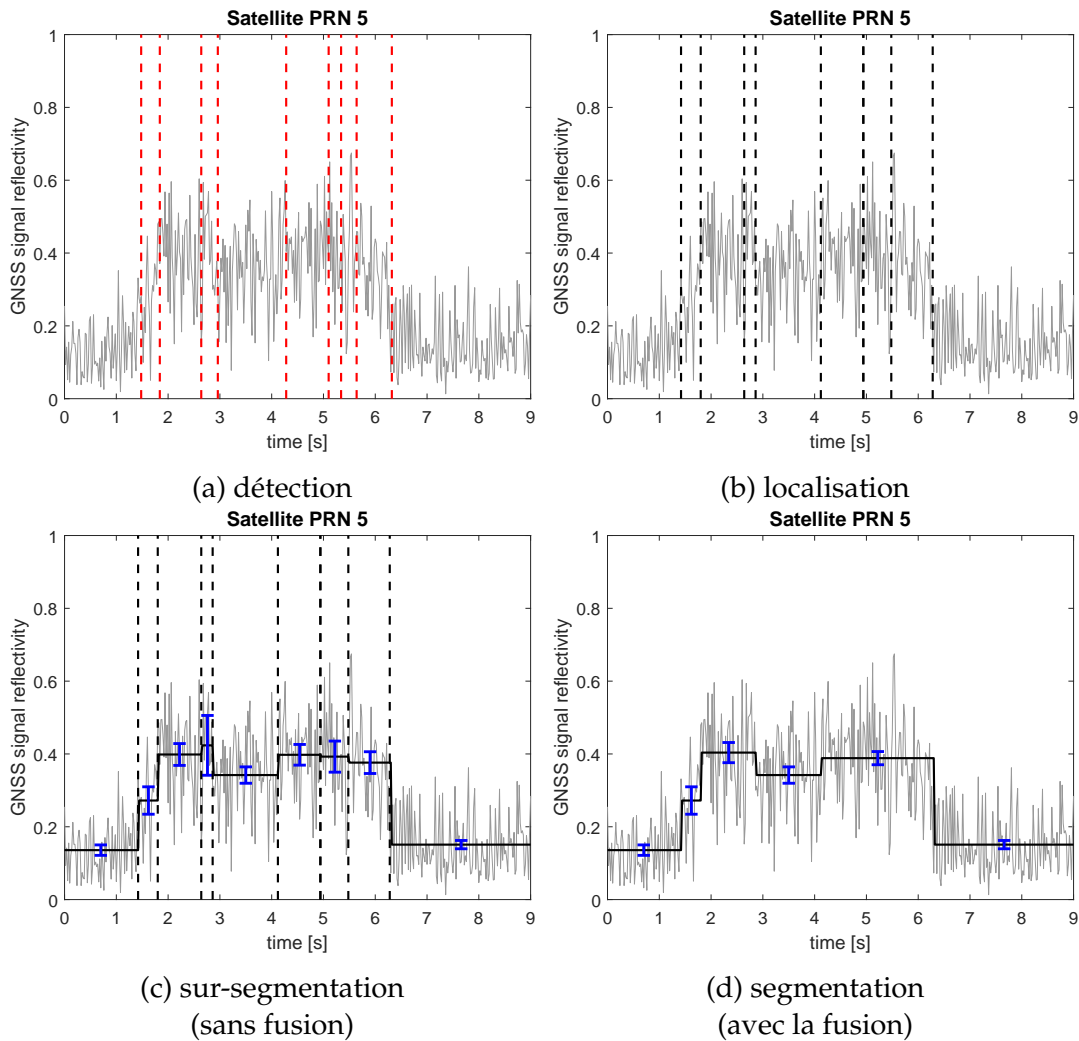 Satellite PRN 5
GNSS signal reflectivity
1
0.8
0.6
0.4
0.2
0
0 1 2 3 4 5 6 7 8 9
time [s]
(a) détection
Satellite PRN 5
GNSS signal reflectivity
1
0.8
0.6
0.4
0.2
0
0 1 2 3 4 5 6 7 8 9
time [s]
(b) localisation
Satellite PRN 5
GNSS signal reflectivity
1
0.8
0.6
0.4
0.2
0
0 1 2 3 4 5 6 7 8 9
time [s]
(c) sur-segmentation
(sans fusion)
Satellite PRN 5
GNSS signal reflectivity
1
0.8
0.6
0.4
0.2
0
0 1 2 3 4 5 6 7 8 9
time [s]
(d) segmentation
(avec la fusion)